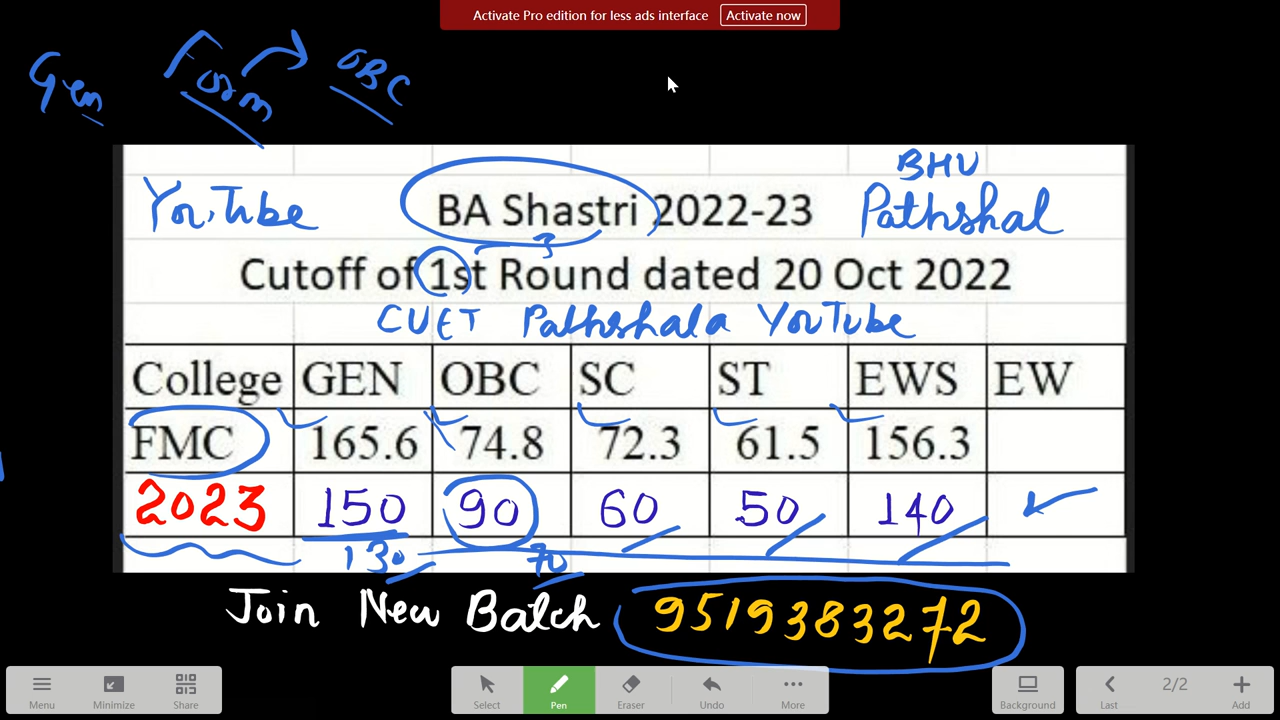 Activate Pro edition for less ads interface Activate now
Gen Form OBC
YouTube BA Shastri 2022-23 BHU Pathshal
3
Cutoff of 1st Round dated 20 Oct 2022
CUET Pathshala YouTube
College GEN OBC SC ST EWS EW
FMC 165.6 74.8 72.3 61.5 156.3
2023 150 90 60 50 140
130 70
Join New Batch 9519383272
Menu Minimize Share Select Pen Eraser Undo More Background Last 2/2 Add